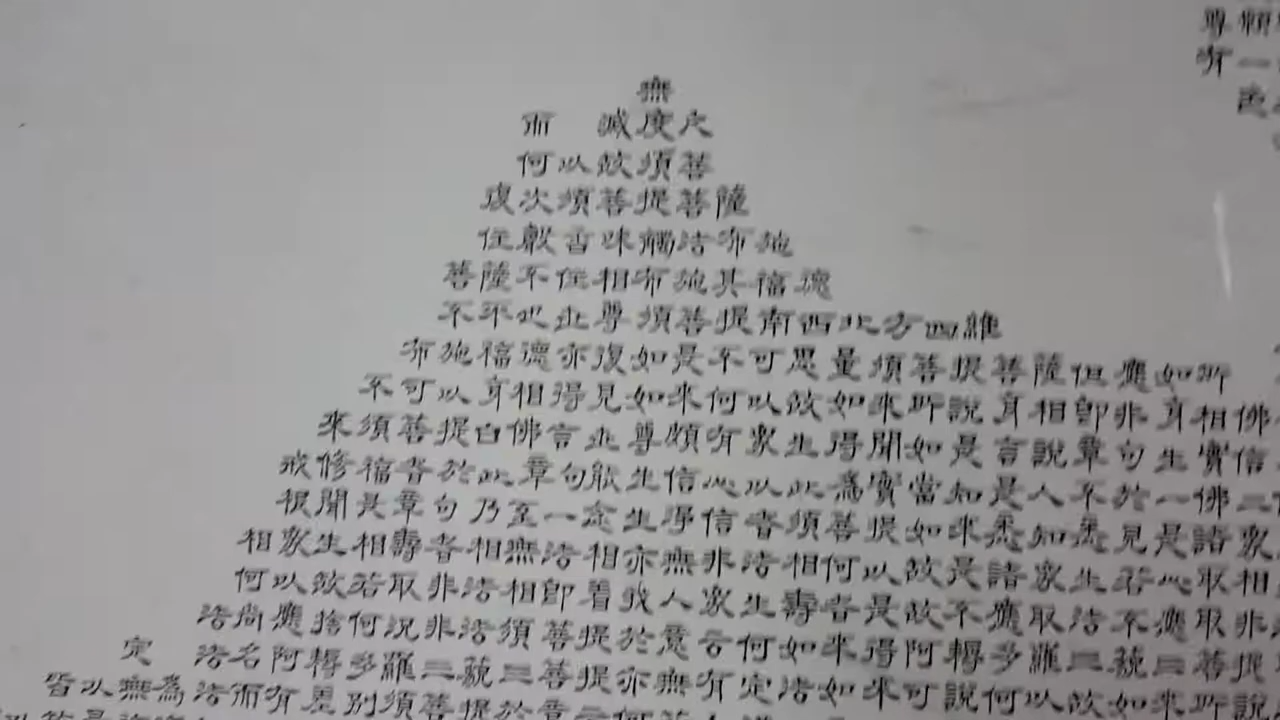 無
而 滅度之
何以故須菩
復次須菩提菩薩
住聲香味觸法布施
菩薩不住相布施其福德
不不也世尊須菩提南西北方四維
布施福德亦復如是不可思量須菩提菩薩但應如所
不可以身相得見如來何以故如來所說身相即非身相佛
來須菩提白佛言世尊頗有眾生得聞如是言說章句生實信
戒修福者於此章句能生信心以此為實當知是人不於一佛二
根聞是章句乃至一念生淨信者須菩提如來悉知悉見是諸眾
相眾生相壽者相無法相亦無非法相何以故是諸眾生若心取相
何以故若取非法相即著我人眾生壽者是故不應取法不應取非
法尚應捨何況非法須菩提於意云何如來得阿耨多羅三藐三菩提
定 法名阿耨多羅三藐三菩提亦無有定法如來可說何以故如來所說
皆以無為法而有差別須菩提於意云何
尊 頗
有 一
色